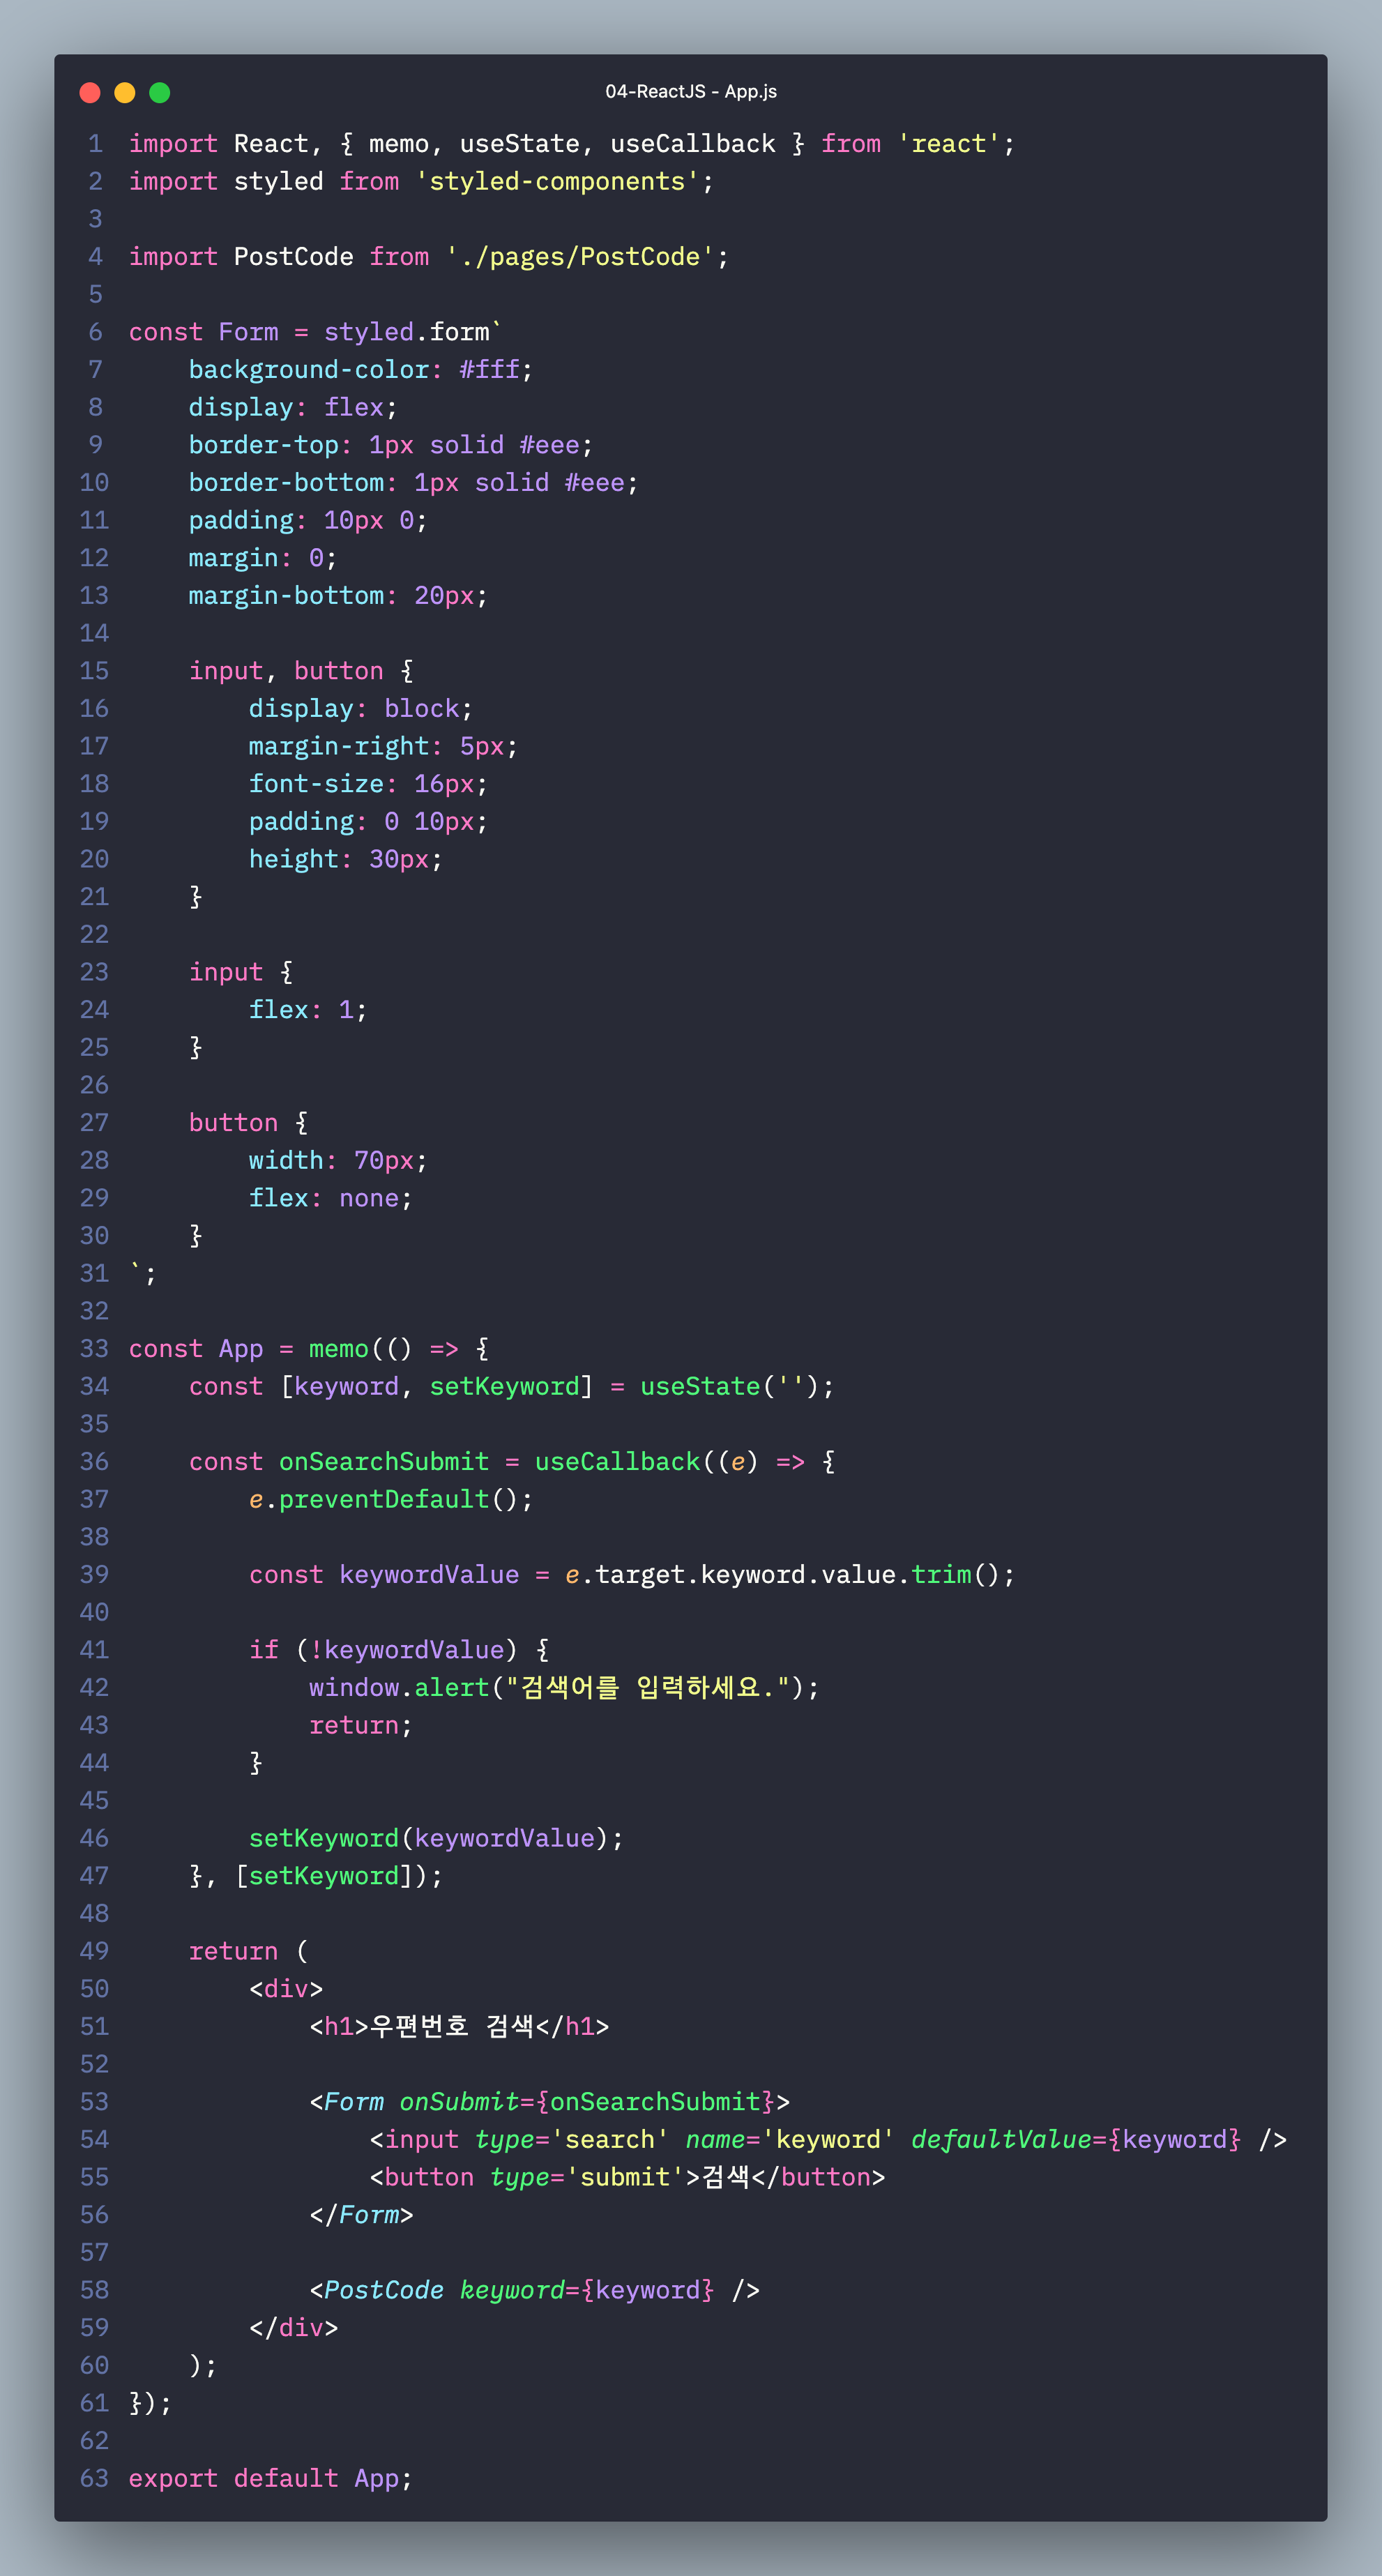 04-ReactJS - App.js
1 import React, { memo, useState, useCallback } from 'react';
2 import styled from 'styled-components';
3
4 import PostCode from './pages/PostCode';
5
6 const Form = styled.form`
7     background-color: #fff;
8     display: flex;
9     border-top: 1px solid #eee;
10     border-bottom: 1px solid #eee;
11     padding: 10px 0;
12     margin: 0;
13     margin-bottom: 20px;
14
15     input, button {
16         display: block;
17         margin-right: 5px;
18         font-size: 16px;
19         padding: 0 10px;
20         height: 30px;
21     }
22
23     input {
24         flex: 1;
25     }
26
27     button {
28         width: 70px;
29         flex: none;
30     }
31 `;
32
33 const App = memo(() => {
34     const [keyword, setKeyword] = useState('');
35
36     const onSearchSubmit = useCallback((e) => {
37         e.preventDefault();
38
39         const keywordValue = e.target.keyword.value.trim();
40
41         if (!keywordValue) {
42             window.alert("검색어를 입력하세요.");
43             return;
44         }
45
46         setKeyword(keywordValue);
47     }, [setKeyword]);
48
49     return (
50         <div>
51             <h1>우편번호 검색</h1>
52
53             <Form onSubmit={onSearchSubmit}>
54                 <input type='search' name='keyword' defaultValue={keyword} />
55                 <button type='submit'>검색</button>
56             </Form>
57
58             <PostCode keyword={keyword} />
59         </div>
60     );
61 });
62
63 export default App;